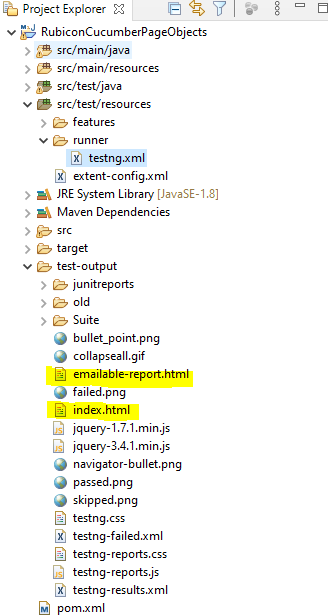 Project Explorer
RubiconCucumberPageObjects
src/main/java
src/main/resources
src/test/java
src/test/resources
features
runner
testng.xml
extent-config.xml
JRE System Library [JavaSE-1.8]
Maven Dependencies
src
target
test-output
junitreports
old
Suite
bullet_point.png
collapseall.gif
emailable-report.html
failed.png
index.html
jquery-1.7.1.min.js
jquery-3.4.1.min.js
navigator-bullet.png
passed.png
skipped.png
testng.css
testng-failed.xml
testng-reports.css
testng-reports.js
testng-results.xml
pom.xml